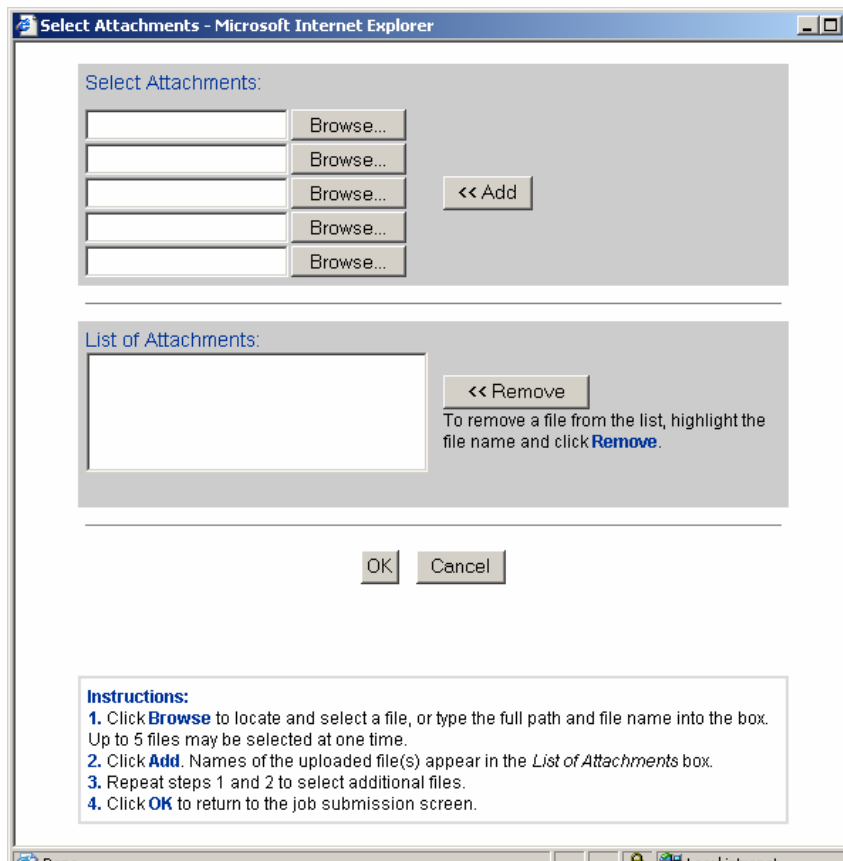 Select Attachments - Microsoft Internet Explorer
Select Attachments:
Browse...
Browse...
Browse...
<< Add
Browse...
Browse...
List of Attachments:
<< Remove
To remove a file from the list, highlight the
file name and click Remove.
OK Cancel
Instructions:
1. Click Browse to locate and select a file, or type the full path and file name into the box.
Up to 5 files may be selected at one time.
2. Click Add. Names of the uploaded file(s) appear in the List of Attachments box.
3. Repeat steps 1 and 2 to select additional files.
4. Click OK to return to the job submission screen.